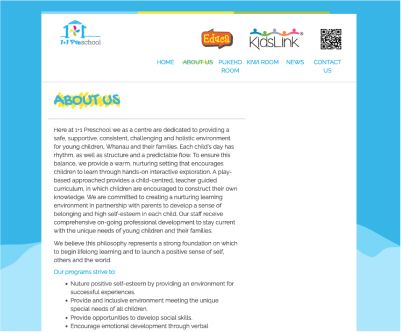 1+1 Preschool
Educa
KidsLink®
HOME ABOUT US PUKEKO ROOM KIWI ROOM NEWS CONTACT US
ABOUT US
Here at 1+1 Preschool we as a centre are dedicated to providing a
safe, supportive, consistent, challenging and holistic environment
for young children, Whanau and their families. Each child's day has
rhythm, as well as structure and a predictable flow. To ensure this
balance, we provide a warm, nurturing setting that encourages
children to learn through hands-on interactive exploration. A play-
based approached provides a child-centred, teacher guided
curriculum, in which children are encouraged to construct their own
knowledge. We are committed to creating a nurturing learning
environment in partnership with parents to develop a sense of
belonging and high self-esteem in each child. Our staff receive
comprehensive on-going professional development to stay current
with the unique needs of young children and their families.
We believe this philosophy represents a strong foundation on which
to begin lifelong learning and to launch a positive sense of self,
others and the world.
Our programs strive to:
Nuture positive self-esteem by providing an environment for
successful experiences.
Provide and inclusive environment meeting the unique
special needs of all children.
Provide opportunities to develop social skills.
Encourage emotional development through verbal